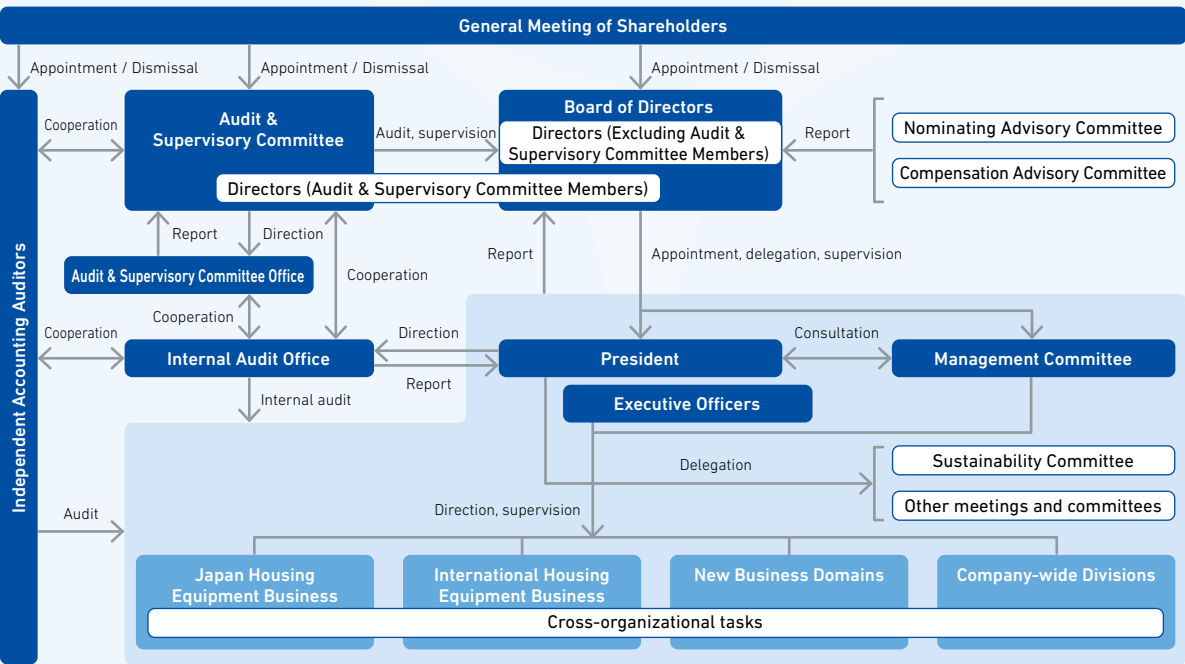 General Meeting of Shareholders
Appointment / Dismissal
Appointment / Dismissal
Appointment / Dismissal
Independent Accounting Auditors
Cooperation
Audit &
Supervisory Committee
Audit, supervision
Board of Directors
Directors (Excluding Audit &
Supervisory Committee Members)
Report
Nominating Advisory Committee
Compensation Advisory Committee
Directors (Audit & Supervisory Committee Members)
Report
Direction
Cooperation
Report
Appointment, delegation, supervision
Audit & Supervisory Committee Office
Cooperation
Cooperation
Internal Audit Office
Direction
Report
President
Consultation
Management Committee
Internal audit
Executive Officers
Delegation
Sustainability Committee
Other meetings and committees
Audit
Direction, supervision
Japan Housing
Equipment Business
International Housing
Equipment Business
New Business Domains
Company-wide Divisions
Cross-organizational tasks